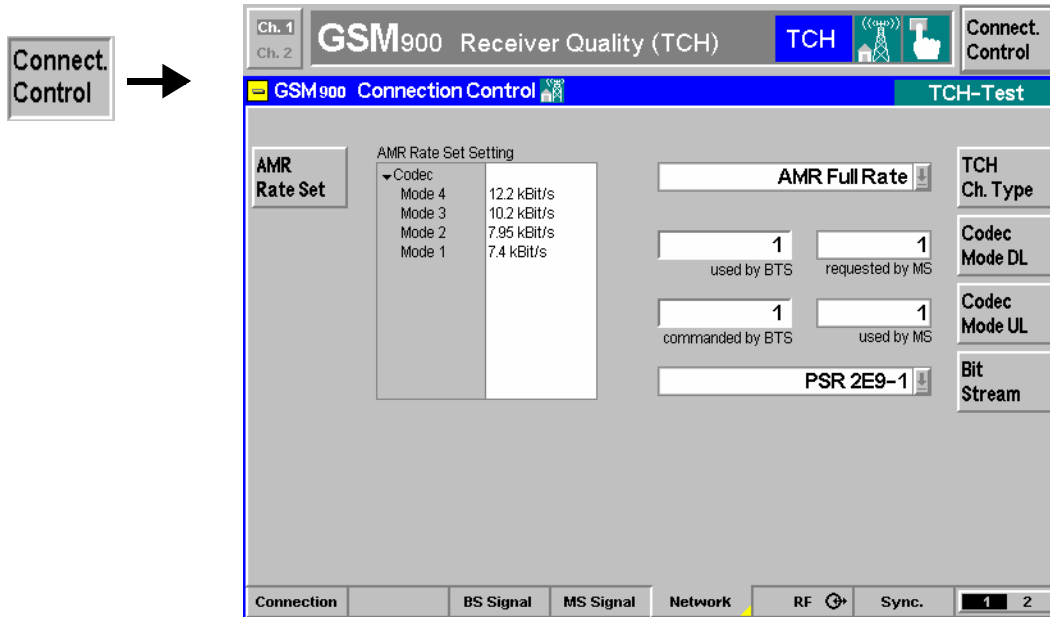 Connect.
Control
Ch. 1
Ch. 2
GSM900 Receiver Quality (TCH)
TCH
Connect.
Control
GSM 900 Connection Control
TCH-Test
AMR
Rate Set
AMR Rate Set Setting
Codec
Mode 4 12.2 kBit/s
Mode 3 10.2 kBit/s
Mode 2 7.95 kBit/s
Mode 1 7.4 kBit/s
AMR Full Rate
TCH
Ch. Type
1 1
used by BTS requested by MS
Codec
Mode DL
1 1
commanded by BTS used by MS
Codec
Mode UL
PSR 2E9-1
Bit
Stream
Connection BS Signal MS Signal Network RF Sync. 1 2